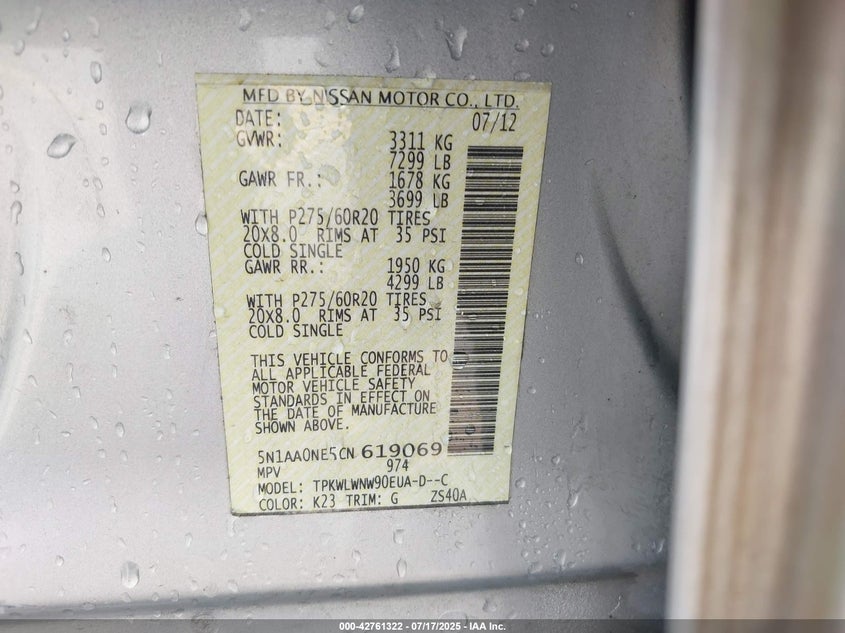 MFD BY NISSAN MOTOR CO., LTD.
DATE: 07/12
GVWR: 3311 KG
7299 LB
GAWR FR.: 1678 KG
3699 LB
WITH P275/60R20 TIRES
20X8.0 RIMS AT 35 PSI
COLD SINGLE
GAWR RR.: 1950 KG
4299 LB
WITH P275/60R20 TIRES
20X8.0 RIMS AT 35 PSI
COLD SINGLE
THIS VEHICLE CONFORMS TO
ALL APPLICABLE FEDERAL
MOTOR VEHICLE SAFETY
STANDARDS IN EFFECT ON
THE DATE OF MANUFACTURE
SHOWN ABOVE.
5N1AA0NE5CN 619069
MPV 974
MODEL: TPKWLWNW90EUA-D--C
COLOR: K23 TRIM: G ZS40A
000-42761322 - 07/17/2025 - IAA Inc.